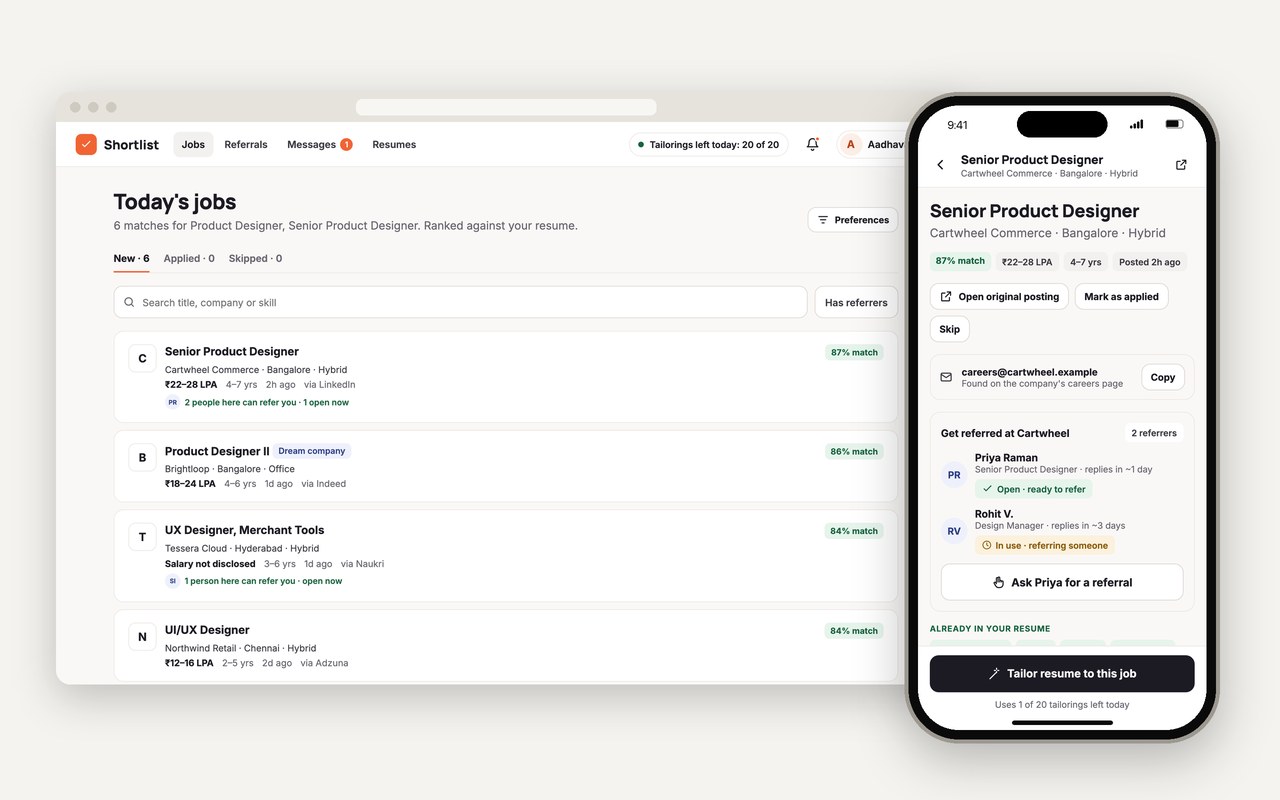 Shortlist
Jobs
Referrals
Messages 1
Resumes
Tailorings left today: 20 of 20
A
Aadhav
Today's jobs
6 matches for Product Designer, Senior Product Designer. Ranked against your resume.
Preferences
New · 6
Applied · 0
Skipped · 0
Search title, company or skill
Has referrers
C
Senior Product Designer
87% match
Cartwheel Commerce · Bangalore · Hybrid
₹22–28 LPA 4–7 yrs 2h ago via LinkedIn
PR 2 people here can refer you · 1 open now
B
Product Designer II Dream company
86% match
Brightloop · Bangalore · Office
₹18–24 LPA 4–6 yrs 1d ago via Indeed
T
UX Designer, Merchant Tools
84% match
Tessera Cloud · Hyderabad · Hybrid
Salary not disclosed 3–6 yrs 1d ago via Naukri
SI 1 person here can refer you · open now
N
UI/UX Designer
84% match
Northwind Retail · Chennai · Hybrid
₹12–16 LPA 2–5 yrs 2d ago via Adzuna
9:41
Senior Product Designer
Cartwheel Commerce · Bangalore · Hybrid
Senior Product Designer
Cartwheel Commerce · Bangalore · Hybrid
87% match ₹22–28 LPA 4–7 yrs Posted 2h ago
Open original posting
Mark as applied
Skip
careers@cartwheel.example
Found on the company's careers page
Copy
Get referred at Cartwheel
2 referrers
PR
Priya Raman
Senior Product Designer · replies in ~1 day
Open · ready to refer
RV
Rohit V.
Design Manager · replies in ~3 days
In use · referring someone
Ask Priya for a referral
ALREADY IN YOUR RESUME
Tailor resume to this job
Uses 1 of 20 tailorings left today